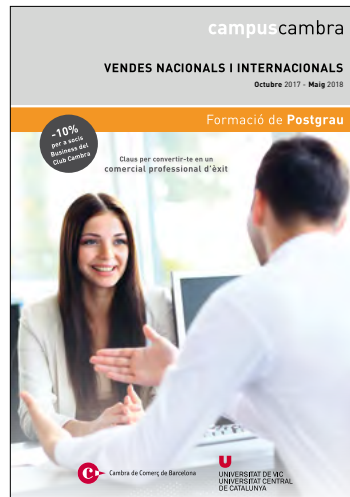 campuscambra
VENDES NACIONALS I INTERNACIONALS
Octubre 2017 - Maig 2018
Formació de Postgrau
-10%
per a socis
Business del
Club Cambra
Claus per convertir-te en un
comercial professional d'èxit
Cambra de Comerç de Barcelona
UNIVERSITAT DE VIC
UNIVERSITAT CENTRAL
DE CATALUNYA